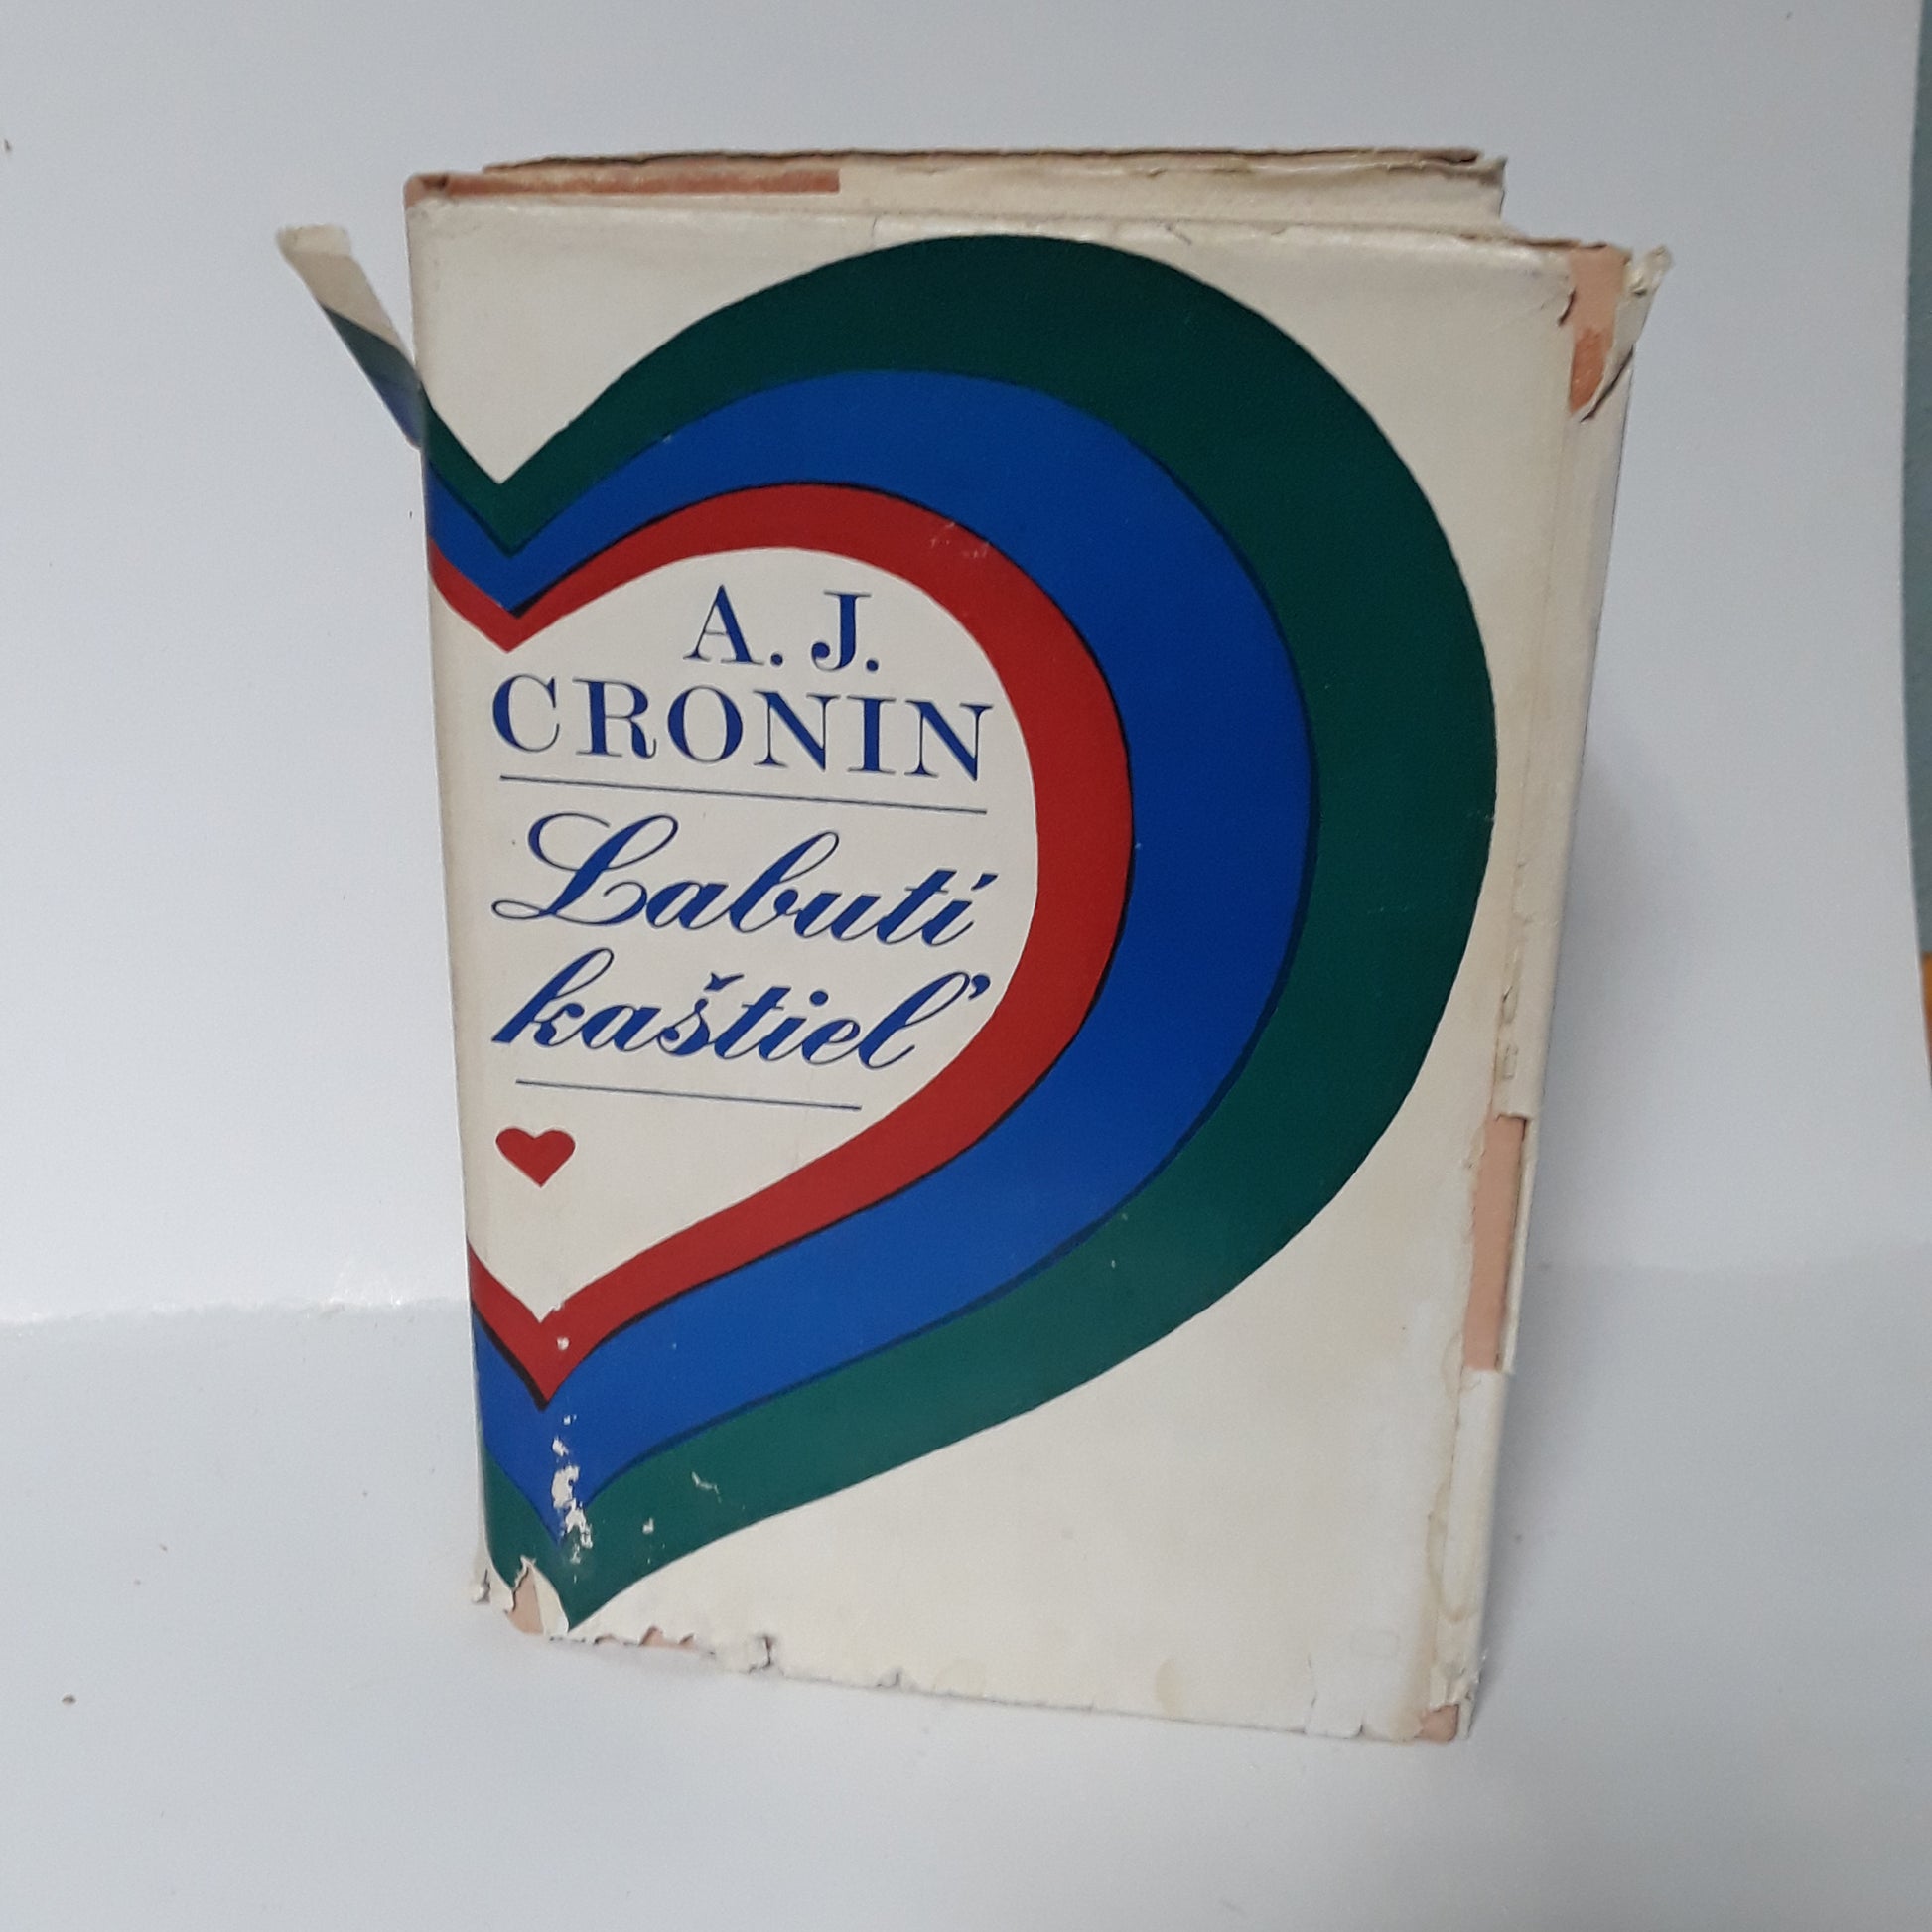 A. J.
CRONIN
Labutí
kaštieľ